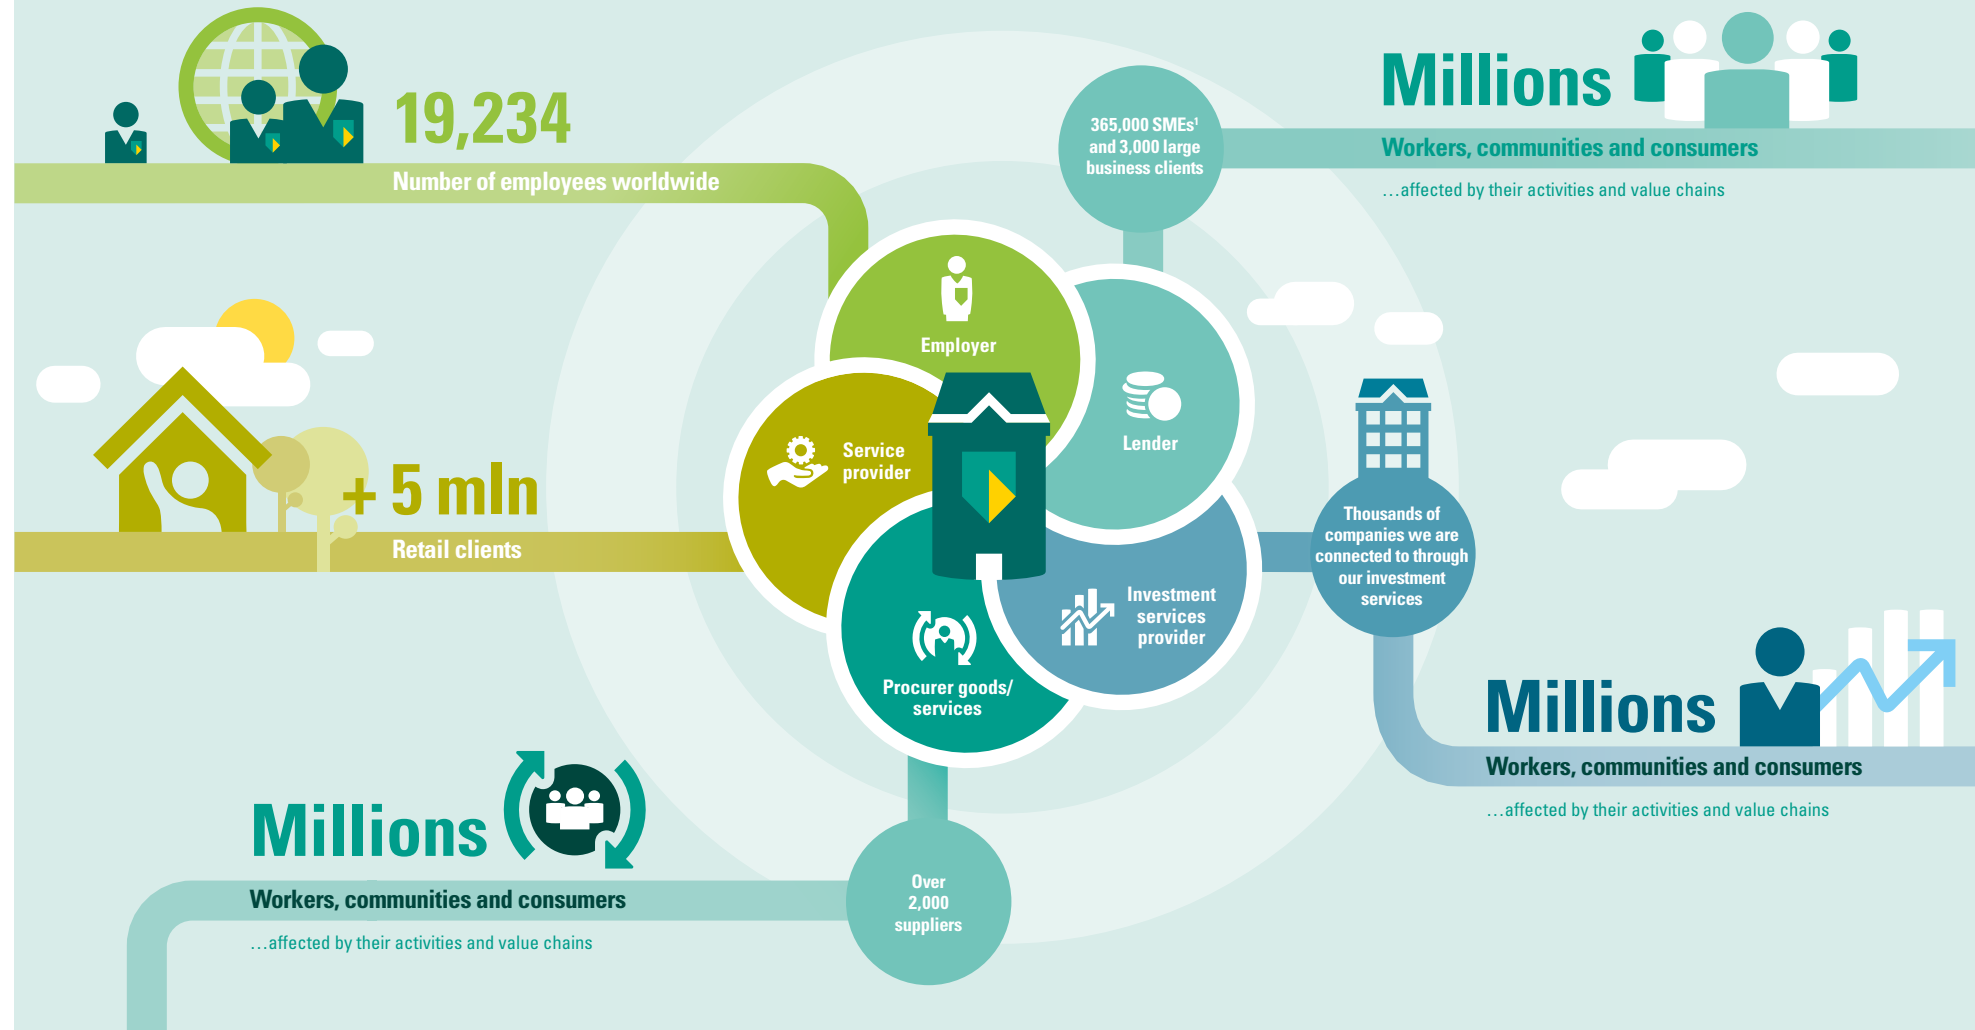 19,234
Number of employees worldwide
365,000 SMEs¹
and 3,000 large
business clients
Millions
Workers, communities and consumers
…affected by their activities and value chains
Employer
Lender
Service
provider
+ 5 mln
Retail clients
Thousands of
companies we are
connected to through
our investment
services
Investment
services
provider
Procurer goods/
services
Millions
Workers, communities and consumers
…affected by their activities and value chains
Millions
Workers, communities and consumers
…affected by their activities and value chains
Over
2,000
suppliers